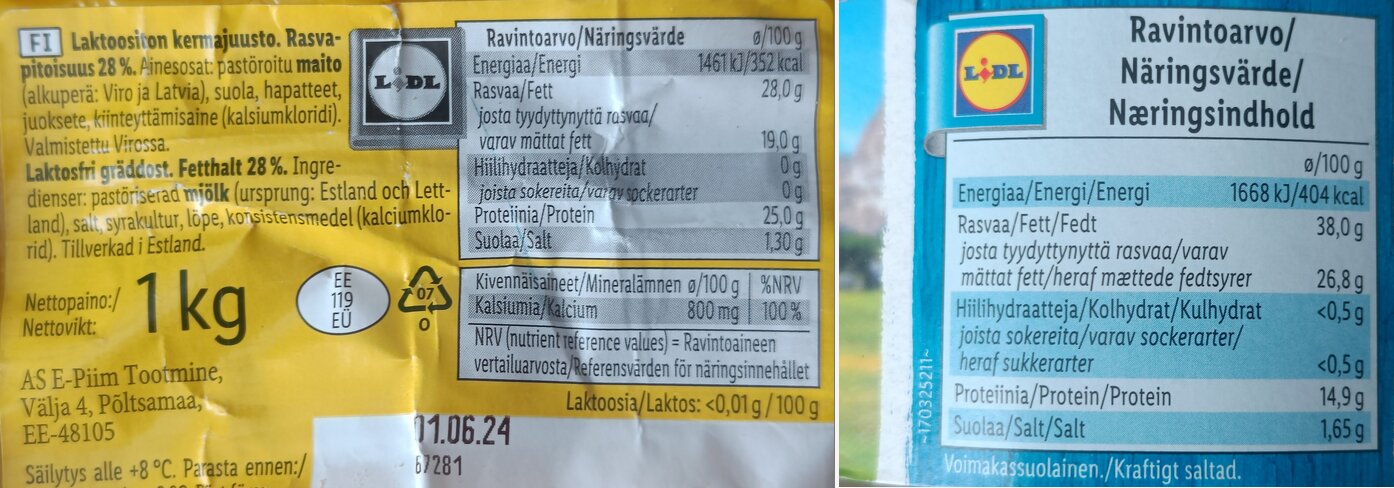 FI Laktoositon kermajuusto. Rasva-
pitoisuus 28 %. Ainesosat: pastöroitu maito
(alkuperä: Viro ja Latvia), suola, hapatteet,
juoksete, kiinteyttämisaine (kalsiumkloridi).
Valmistettu Virossa.
Laktosfri gräddost. Fetthalt 28 %. Ingre-
dienser: pastöriserad mjölk (ursprung: Estland och Lett-
land), salt, syrakultur, löpe, konsistensmedel (kalciumklo-
rid). Tillverkad i Estland.
Nettopaino:/
Nettovikt:
1 kg
EE
119
EÜ
07
O
AS E-Piim Tootmine,
Välja 4, Põltsamaa,
EE-48105
Säilytys alle +8 °C. Parasta ennen:/
LIDL
Ravintoarvo/Näringsvärde ø/100 g
Energiaa/Energi 1461 kJ/352 kcal
Rasvaa/Fett 28,0 g
josta tyydyttynyttä rasvaa/
varav mättat fett 19,0 g
Hiilihydraatteja/Kolhydrat 0 g
joista sokereita/varav sockerarter 0 g
Proteiinia/Protein 25,0 g
Suolaa/Salt 1,30 g
Kivennäisaineet/Mineralämnen ø/100 g %NRV
Kalsiumia/Kalcium 800 mg 100 %
NRV (nutrient reference values) = Ravintoaineen
vertailuarvosta/Referensvärden för näringsinnehållet
Laktoosia/Laktos: <0,01 g / 100 g
01.06.24
67281
LIDL
Ravintoarvo/
Näringsvärde/
Næringsindhold
ø/100 g
Energiaa/Energi/Energi 1668 kJ/404 kcal
Rasvaa/Fett/Fedt 38,0 g
josta tyydyttynyttä rasvaa/varav
mättat fett/heraf mættede fedtsyrer 26,8 g
Hiilihydraatteja/Kolhydrat/Kulhydrat <0,5 g
joista sokereita/varav sockerarter/
heraf sukkerarter <0,5 g
Proteiinia/Protein/Protein 14,9 g
Suolaa/Salt/Salt 1,65 g
Voimakassuolainen./Kraftigt saltad.
~170325211~